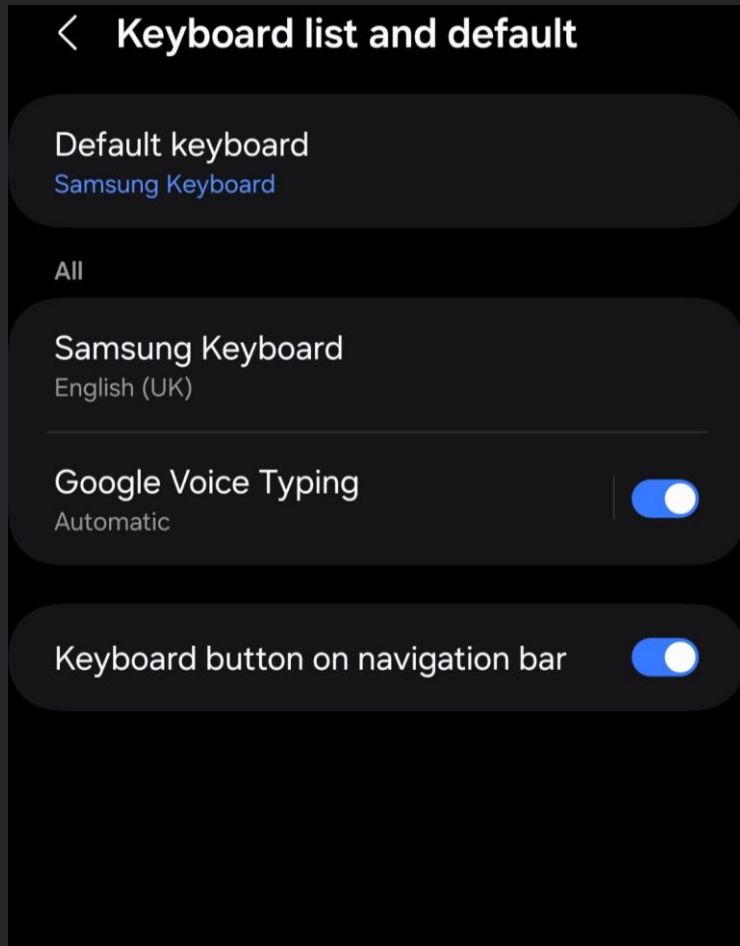 Keyboard list and default
Default keyboard
Samsung Keyboard
All
Samsung Keyboard
English (UK)
Google Voice Typing
Automatic
Keyboard button on navigation bar